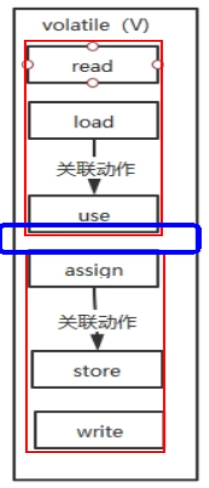 volatile（V）
read
load
关联动作
use
assign
关联动作
store
write